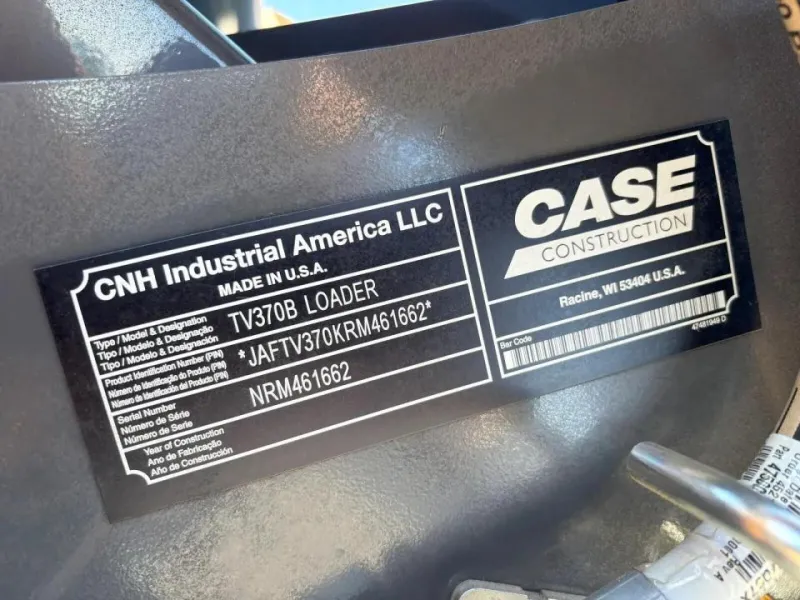 CNH Industrial America LLC
MADE IN U.S.A.
Type / Model & Designation
Tipo / Modelo & Designação
Tipo / Modelo & Designación
TV370B LOADER
Product Identification Number (PIN)
Número de Identificação do Produto (PIN)
Número de Identificación del Producto (PIN)
*JAFTV370KRM461662*
Serial Number
Número de Série
Número de Serie
NRM461662
Year of Construction
Ano de Fabricação
Año de Construcción
CASE
CONSTRUCTION
Racine, WI 53404 U.S.A.
Bar Code
47481949 D